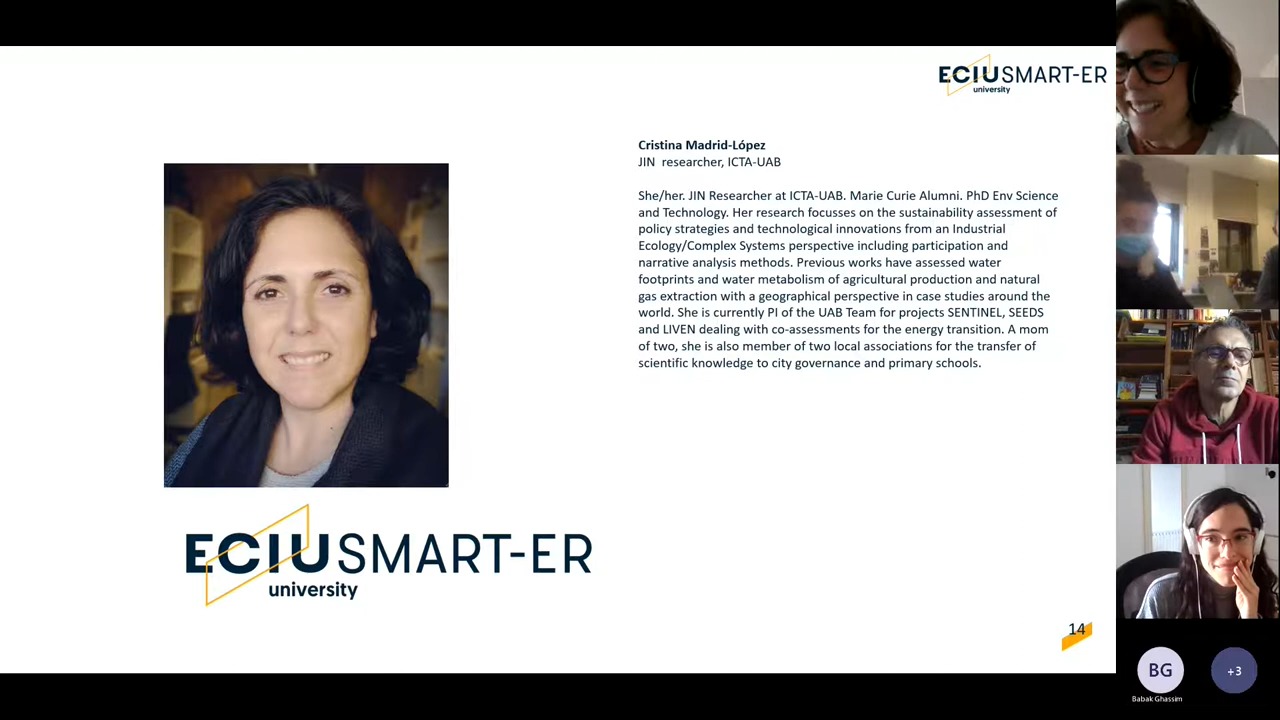 ECIU SMART-ER
university
Cristina Madrid-López
JIN researcher, ICTA-UAB
She/her. JIN Researcher at ICTA-UAB. Marie Curie Alumni. PhD Env Science
and Technology. Her research focusses on the sustainability assessment of
policy strategies and technological innovations from an Industrial
Ecology/Complex Systems perspective including participation and
narrative analysis methods. Previous works have assessed water
footprints and water metabolism of agricultural production and natural
gas extraction with a geographical perspective in case studies around the
world. She is currently PI of the UAB Team for projects SENTINEL, SEEDS
and LIVEN dealing with co-assessments for the energy transition. A mom
of two, she is also member of two local associations for the transfer of
scientific knowledge to city governance and primary schools.
ECIU SMART-ER
university
14
BG
+3
Babak Ghassim